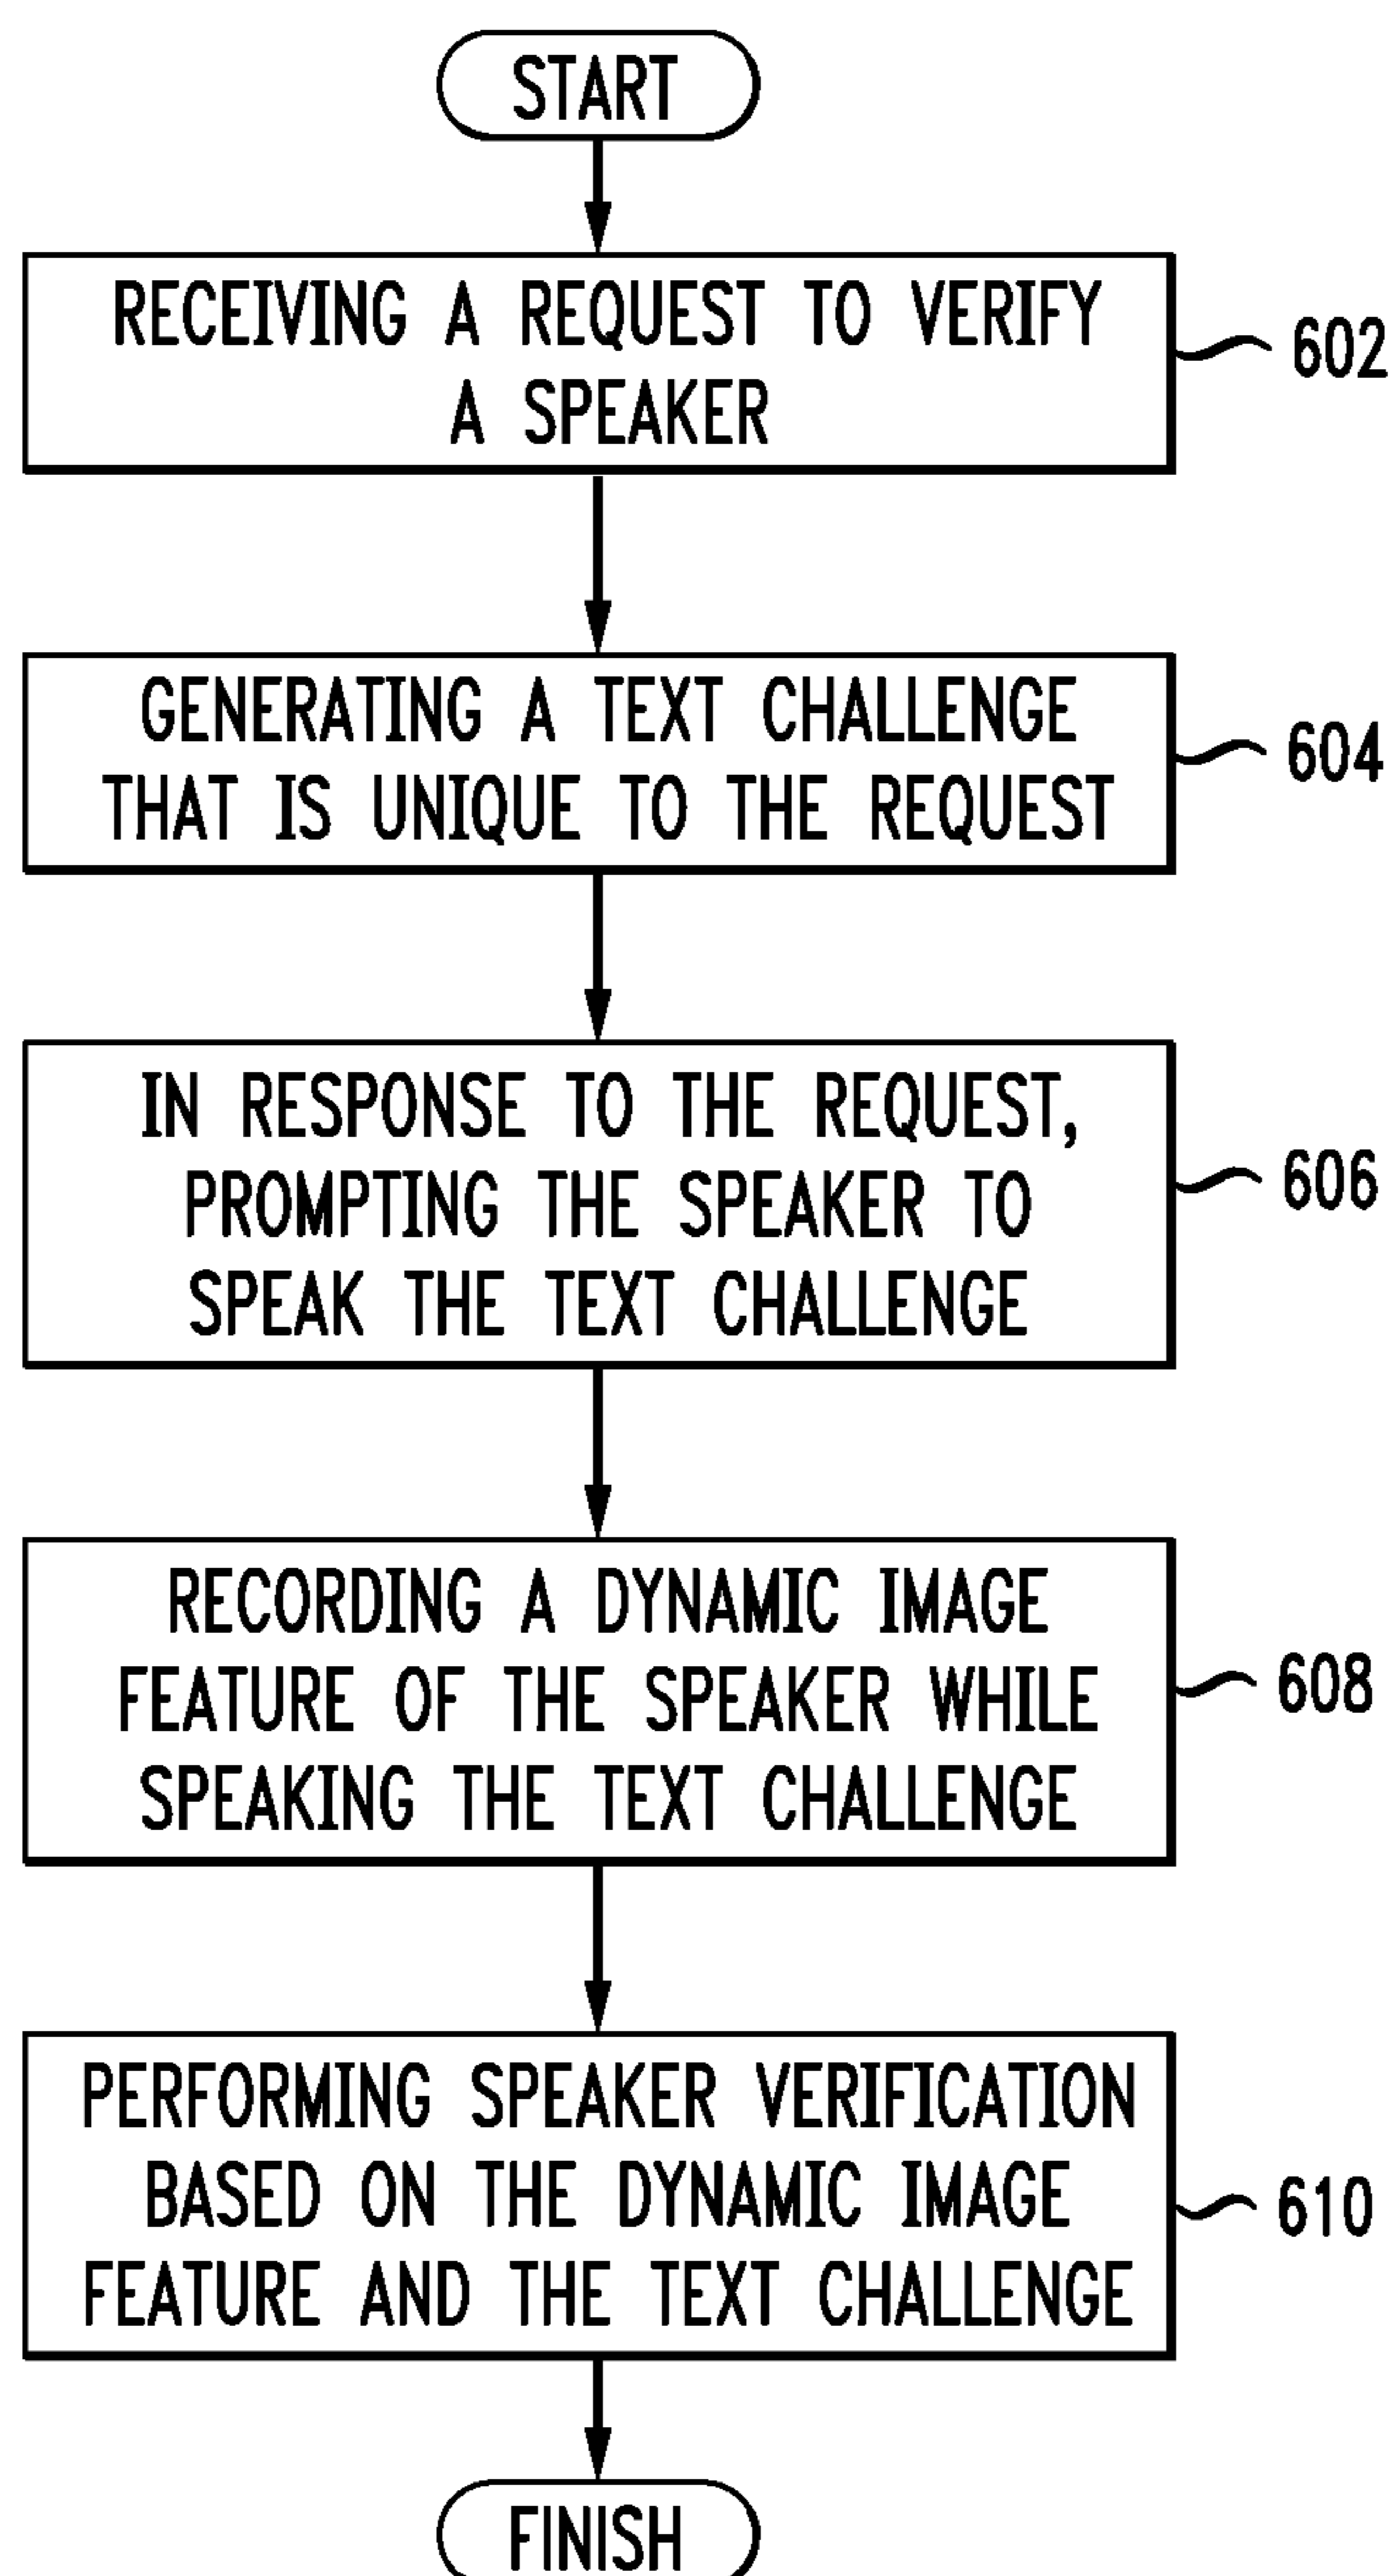 START
RECEIVING A REQUEST TO VERIFY
A SPEAKER
602
GENERATING A TEXT CHALLENGE
THAT IS UNIQUE TO THE REQUEST
604
IN RESPONSE TO THE REQUEST,
PROMPTING THE SPEAKER TO
SPEAK THE TEXT CHALLENGE
606
RECORDING A DYNAMIC IMAGE
FEATURE OF THE SPEAKER WHILE
SPEAKING THE TEXT CHALLENGE
608
PERFORMING SPEAKER VERIFICATION
BASED ON THE DYNAMIC IMAGE
FEATURE AND THE TEXT CHALLENGE
610
FINISH